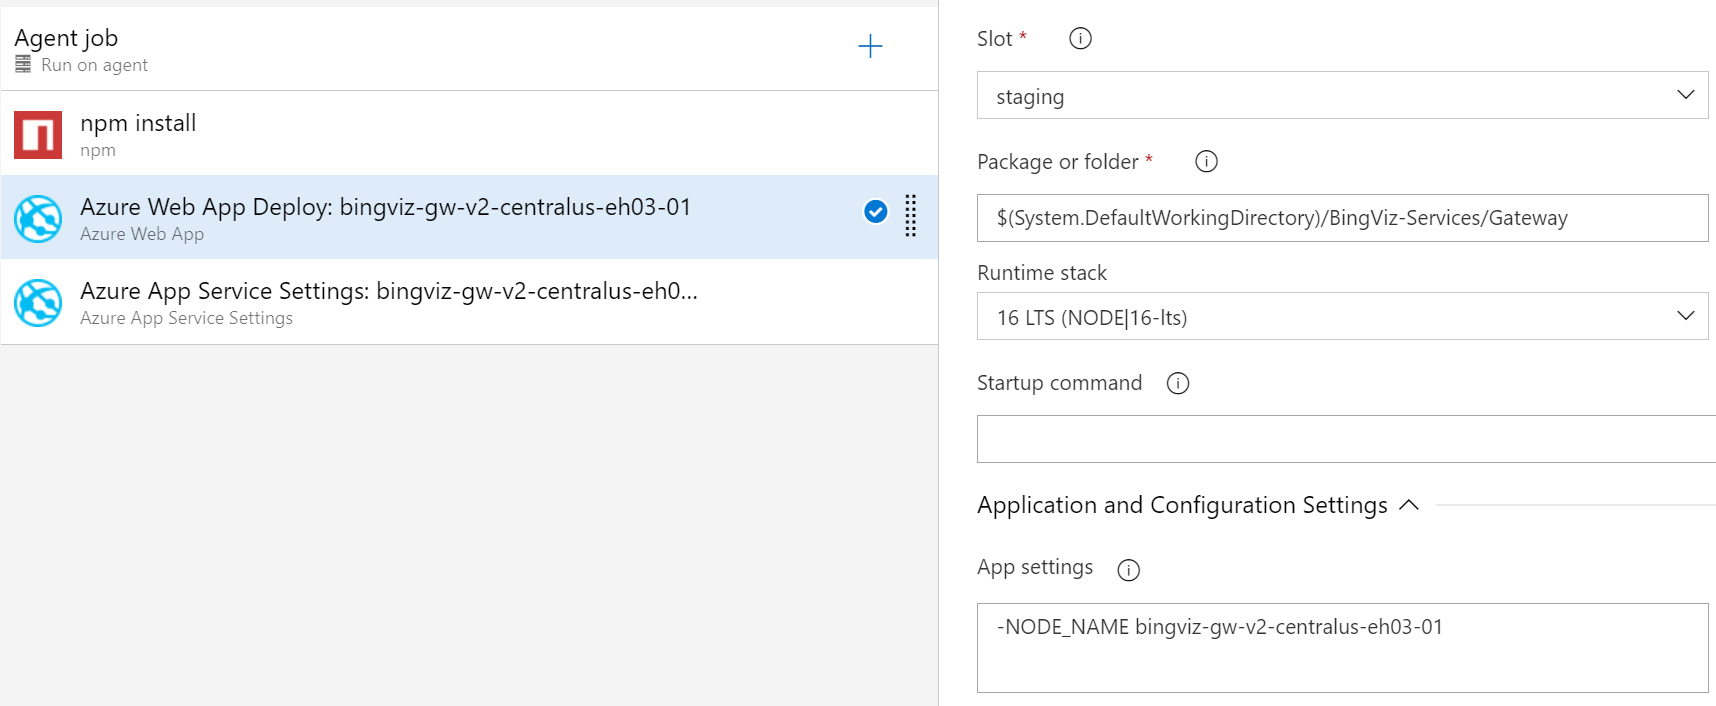 Agent job
Run on agent
npm install
npm
Azure Web App Deploy: bingviz-gw-v2-centralus-eh03-01
Azure Web App
Azure App Service Settings: bingviz-gw-v2-centralus-eh0...
Azure App Service Settings
Slot *
staging
Package or folder *
$(System.DefaultWorkingDirectory)/BingViz-Services/Gateway
Runtime stack
16 LTS (NODE|16-lts)
Startup command
Application and Configuration Settings
App settings
-NODE_NAME bingviz-gw-v2-centralus-eh03-01